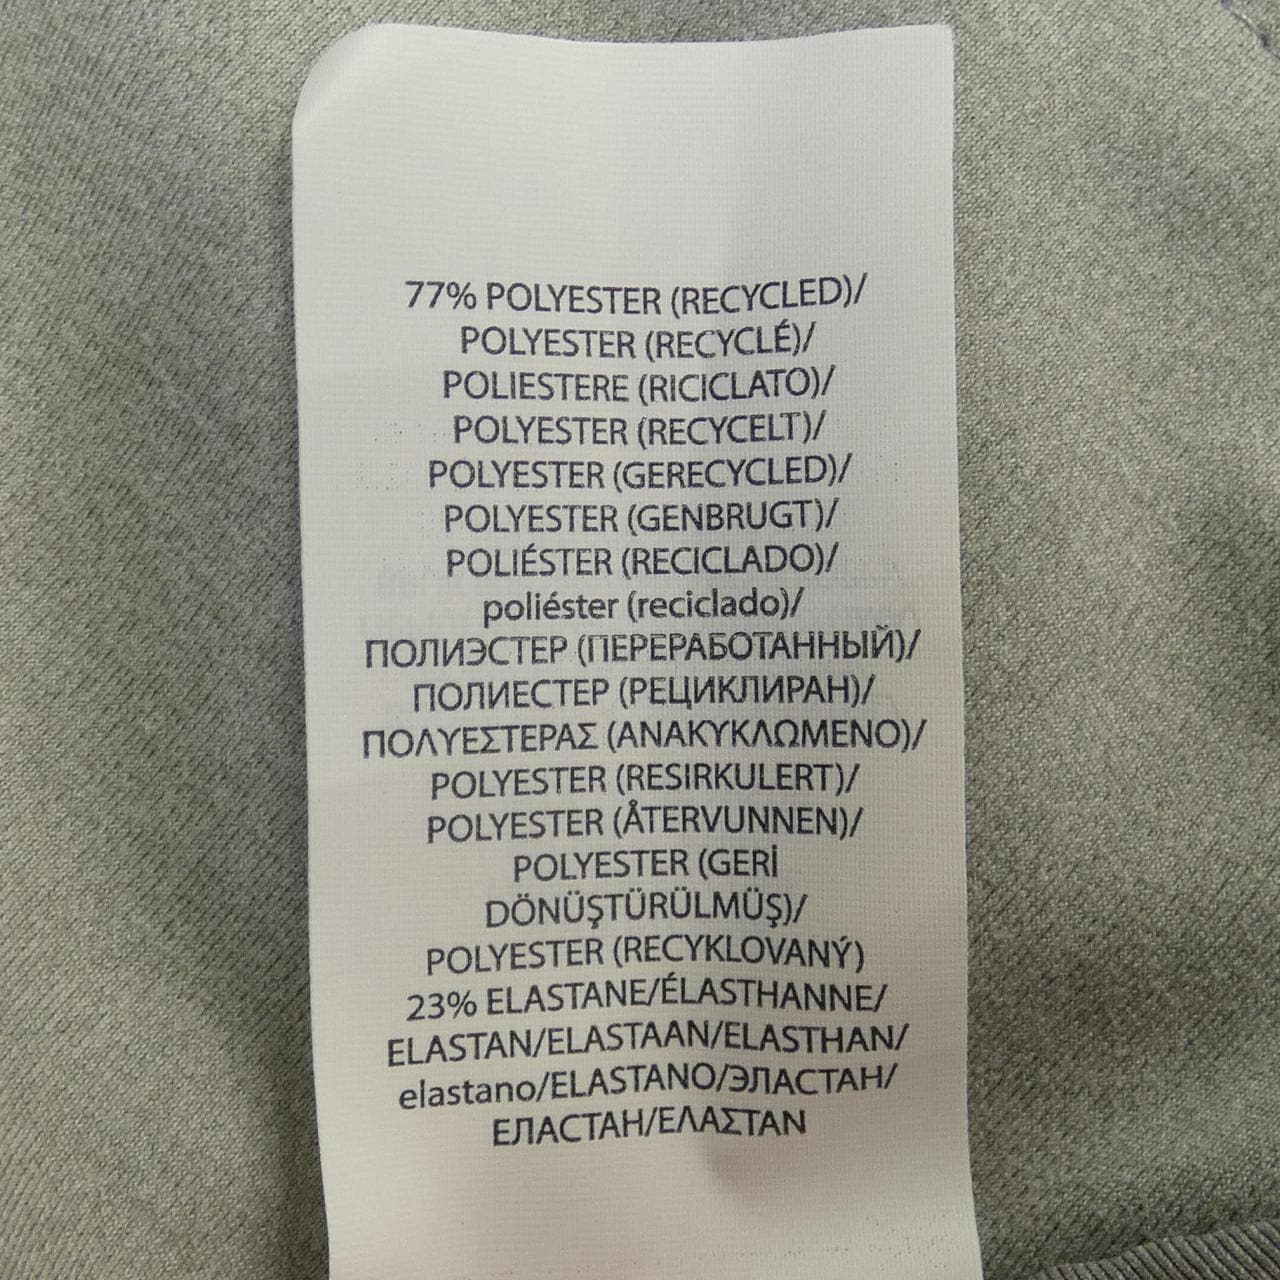 77% POLYESTER (RECYCLED)/
POLYESTER (RECYCLÉ)/
POLIESTERE (RICICLATO)/
POLYESTER (RECYCELT)/
POLYESTER (GERECYCLED)/
POLYESTER (GENBRUGT)/
POLIÉSTER (RECICLADO)/
poliéster (reciclado)/
ПОЛИЭСТЕР (ПЕРЕРАБОТАННЫЙ)/
ПОЛИЕСТЕР (РЕЦИКЛИРАН)/
ΠΟΛΥΕΣΤΕΡΑΣ (ΑΝΑΚΥΚΛΩΜΕΝΟ)/
POLYESTER (RESIRKULERT)/
POLYESTER (ÅTERVUNNEN)/
POLYESTER (GERİ
DÖNÜŞTÜRÜLMÜŞ)/
POLYESTER (RECYKLOVANÝ)
23% ELASTANE/ÉLASTHANNE/
ELASTAN/ELASTAAN/ELASTHAN/
elastano/ELASTANO/ЭЛАСТАН/
ЕЛАСТАН/ΕΛΑΣΤΑΝ